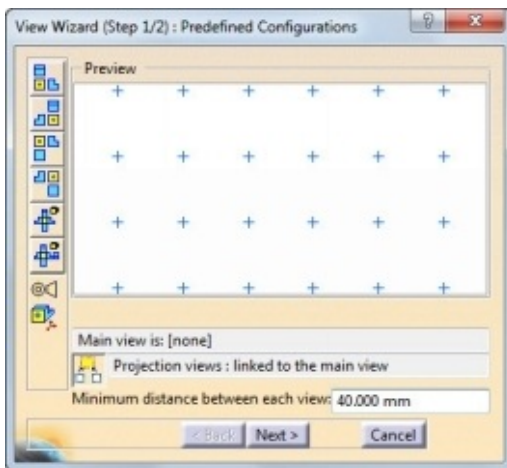 View Wizard (Step 1/2) : Predefined Configurations
Preview
Main view is: [none]
Projection views : linked to the main view
Minimum distance between each view: 40.000 mm
< Back Next > Cancel